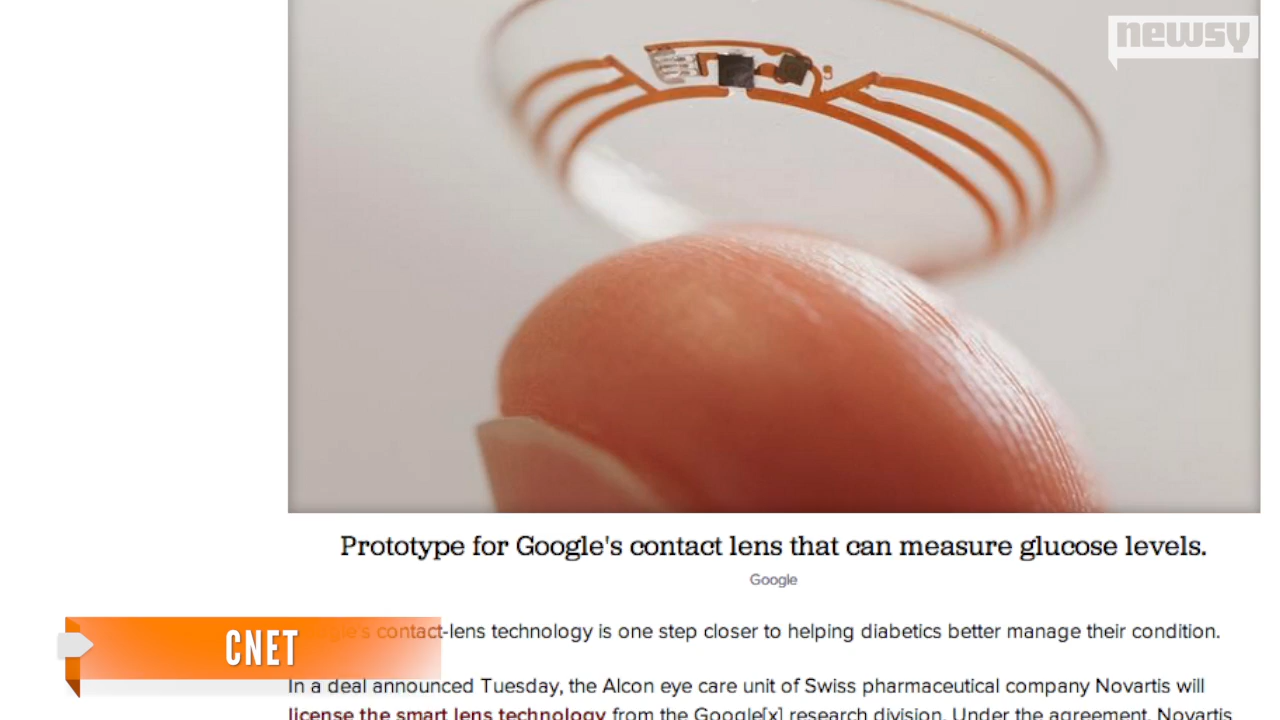 newsy
Prototype for Google's contact lens that can measure glucose levels.
Google
Google's contact-lens technology is one step closer to helping diabetics better manage their condition.
CNET
In a deal announced Tuesday, the Alcon eye care unit of Swiss pharmaceutical company Novartis will
license the smart lens technology from the Google[x] research division. Under the agreement, Novartis